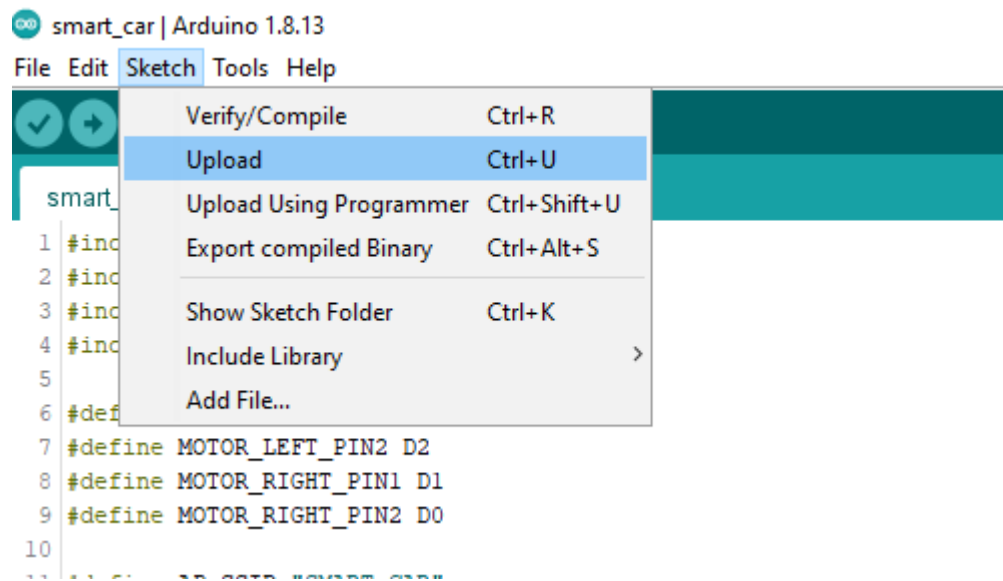 smart_car | Arduino 1.8.13
File Edit Sketch Tools Help
Verify/Compile Ctrl+R
Upload Ctrl+U
smart_
Upload Using Programmer Ctrl+Shift+U
1 #inc
Export compiled Binary Ctrl+Alt+S
2 #inc
3 #inc
Show Sketch Folder Ctrl+K
4 #inc
Include Library
5
Add File...
6 #def
7 #define MOTOR_LEFT_PIN2 D2
8 #define MOTOR_RIGHT_PIN1 D1
9 #define MOTOR_RIGHT_PIN2 D0
10